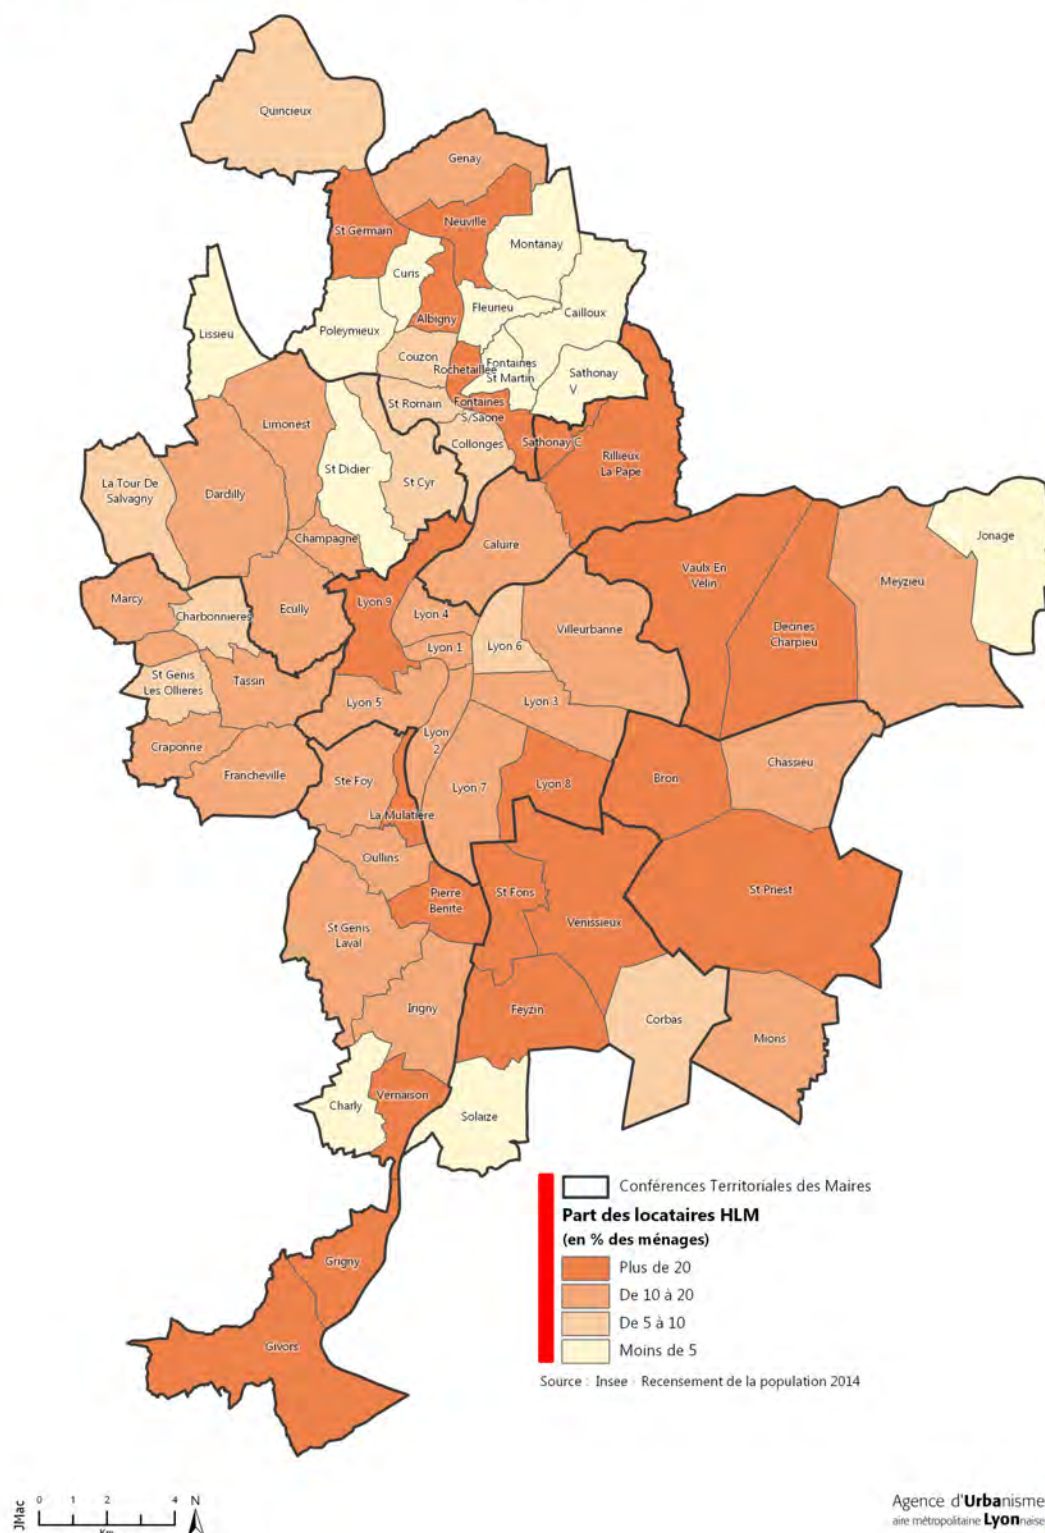 Quincieux
Genay
Neuville
St Germain
Montanay
Curis
Fleurieu
Cailloux
Albigny
Poleymieux
Lissieu
Couzon
Rochetaillée
Fontaines
St Martin
Sathonay
V.
St Romain
Fontaines
S/Saône
Limonest
Collonges
Sathonay C.
Rillieux
La Pape
St Didier
St Cyr
La Tour De
Salvagny
Dardilly
Champagne
Caluire
Jonage
Vaulx En
Velin
Meyzieu
Marcy
Charbonnieres
Ecully
Lyon 9
Lyon 4
Villeurbanne
Decines
Charpieu
Lyon 1
Lyon 6
St Genis
Les Ollieres
Tassin
Lyon 5
Lyon 3
Craponne
Lyon
2
Francheville
Ste Foy
Lyon 7
Lyon 8
Bron
Chassieu
La Mulatière
Oullins
Pierre
Benite
St Fons
St Priest
St Genis
Laval
Venissieux
Irigny
Feyzin
Corbas
Mions
Charly
Vernaison
Solaize
Grigny
Givors
Conférences Territoriales des Maires
Part des locataires HLM
(en % des ménages)
Plus de 20
De 10 à 20
De 5 à 10
Moins de 5
Source : Insee - Recensement de la population 2014
JMac
0 1 2 4 N
Km
Agence d'Urbanisme
aire métropolitaine Lyonnaise